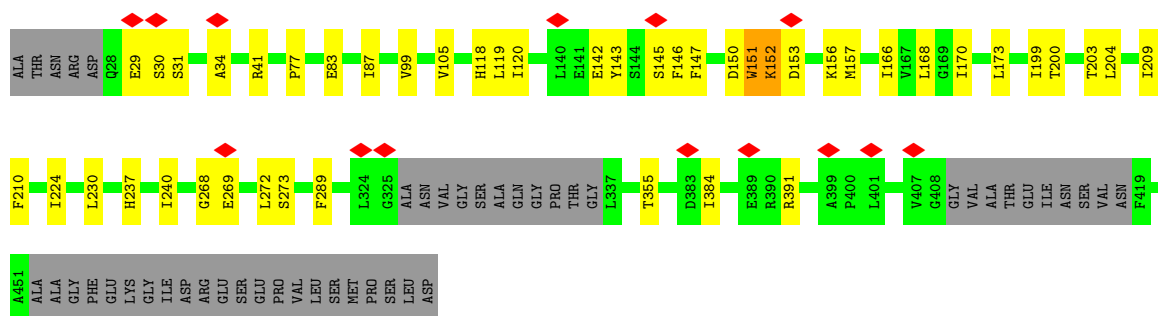 ALA THR ASN ARG ASP Q28 E29 S30 S31 A34 R41 P77 E83 I87 V99 V105 H118 L119 I120 L140 E141 E142 Y143 S144 S145 F146 F147 D150 W151 K152 D153 K156 M157 I166 V167 L168 G169 I170 L173 I199 T200 T203 L204 I209
F210 I224 L230 H237 I240 G268 E269 L272 S273 F289 L324 G325 ALA ASN VAL GLY SER ALA GLN GLY PRO THR GLY L337 T355 D383 I384 E389 R390 R391 A399 P400 L401 V407 G408 GLY VAL ALA THR GLU ILE ASN SER VAL ASN F419
A451 ALA ALA GLY PHE GLU LYS GLY ILE ASP ARG GLU SER GLU PRO VAL LEU SER MET PRO SER LEU ASP